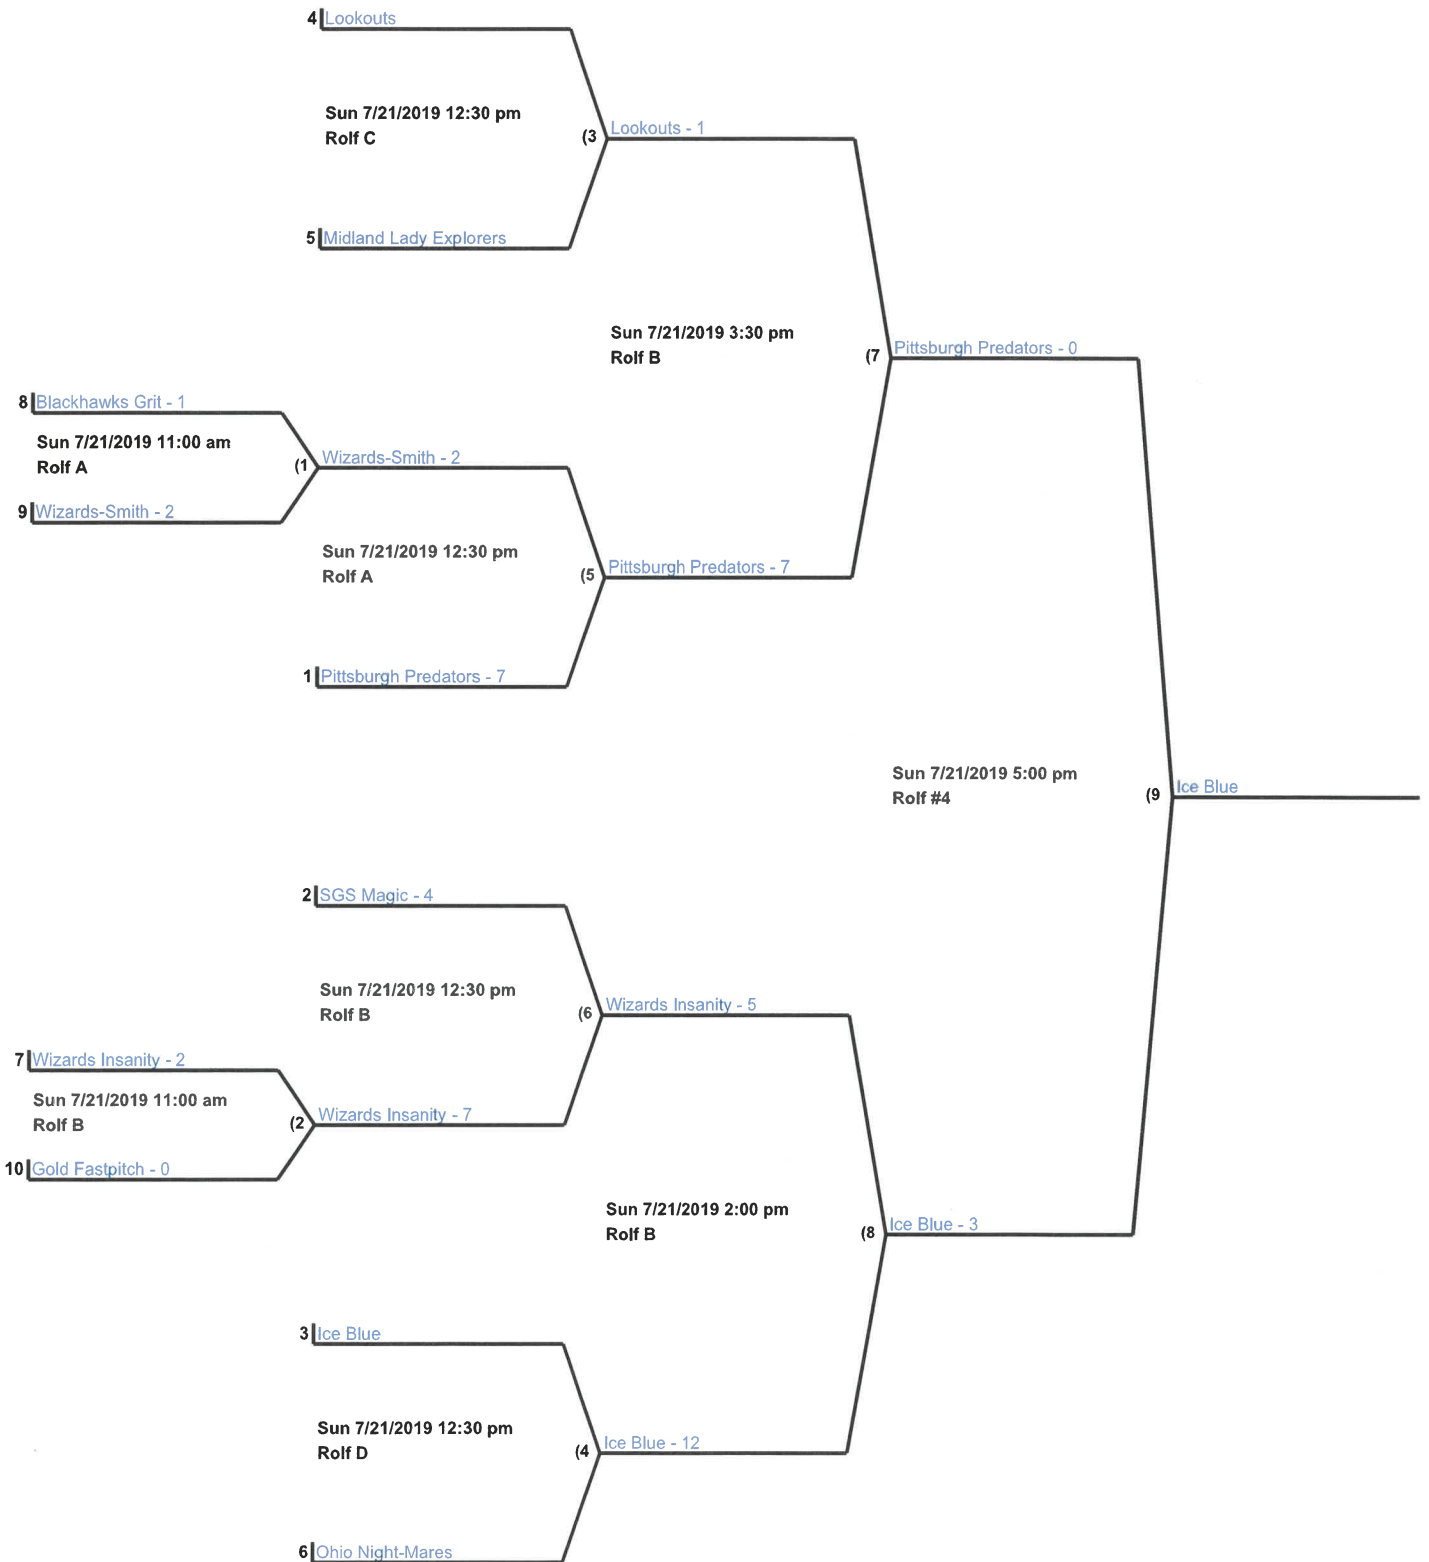 4 Lookouts
Sun 7/21/2019 12:30 pm
Rolf C
(3 Lookouts - 1
5 Midland Lady Explorers
Sun 7/21/2019 3:30 pm
Rolf B
(7 Pittsburgh Predators - 0
8 Blackhawks Grit - 1
Sun 7/21/2019 11:00 am
Rolf A
(1 Wizards-Smith - 2
9 Wizards-Smith - 2
Sun 7/21/2019 12:30 pm
Rolf A
(5 Pittsburgh Predators - 7
1 Pittsburgh Predators - 7
Sun 7/21/2019 5:00 pm
Rolf #4
(9 Ice Blue
2 SGS Magic - 4
Sun 7/21/2019 12:30 pm
Rolf B
(6 Wizards Insanity - 5
7 Wizards Insanity - 2
Sun 7/21/2019 11:00 am
Rolf B
(2 Wizards Insanity - 7
10 Gold Fastpitch - 0
Sun 7/21/2019 2:00 pm
Rolf B
(8 Ice Blue - 3
3 Ice Blue
Sun 7/21/2019 12:30 pm
Rolf D
(4 Ice Blue - 12
6 Ohio Night-Mares